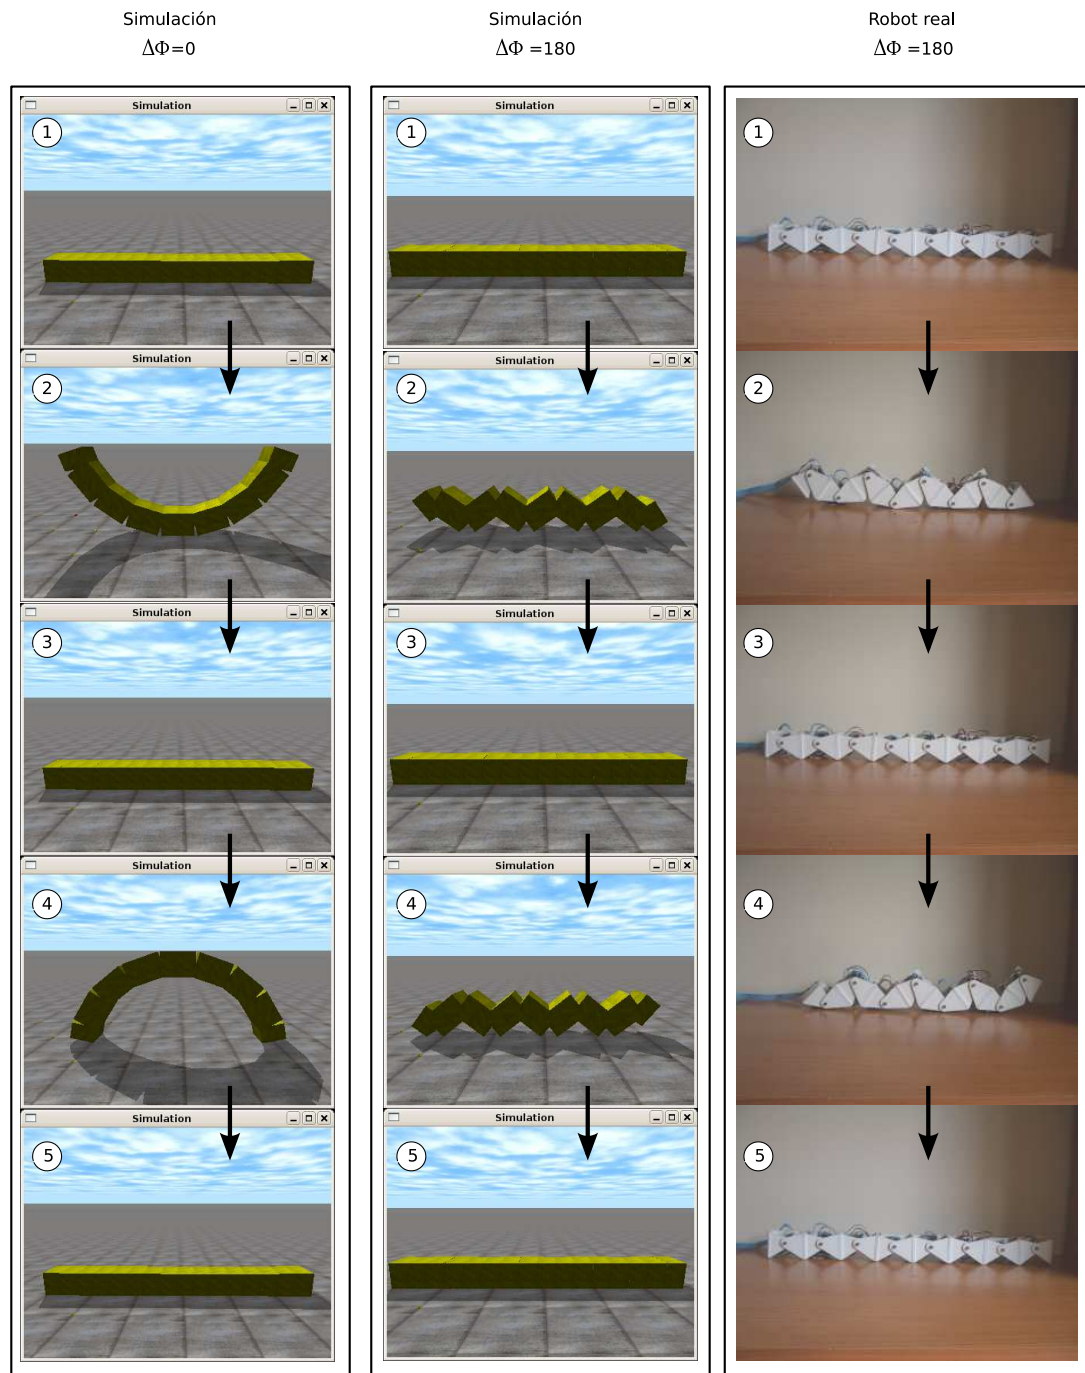 Simulación
ΔΦ=0
Simulation
1
Simulation
2
Simulation
3
Simulation
4
Simulation
5
Simulación
ΔΦ =180
Simulation
1
Simulation
2
Simulation
3
Simulation
4
Simulation
5
Robot real
ΔΦ =180
1
2
3
4
5